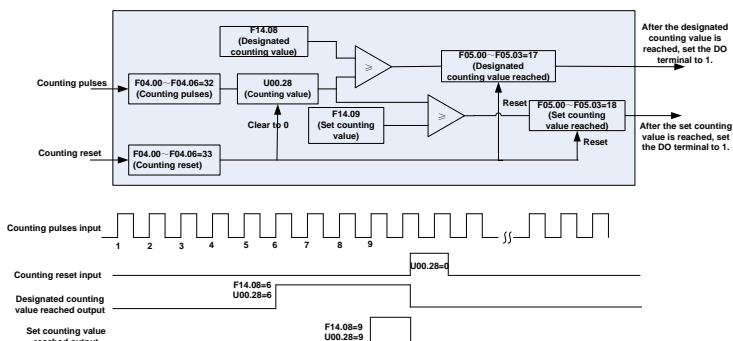 F14.08
(Designated
counting value)
After the designated
counting value is
reached, set the DO
terminal to 1.
F05.00~F05.03=17
(Designated
counting value reached)
Counting pulses
F04.00~F04.06=32
(Counting pulses)
U00.28
(Counting value)
≥
≥
Reset
F05.00~F05.03=18
(Set counting
value reached)
F14.09
(Set counting
value)
Clear to 0
Reset
After the set counting
value is reached, set
the DO terminal to 1.
Counting reset
F04.00~F04.06=33
(Counting reset)
Counting pulses input
1 2 3 4 5 6 7 8 9
Counting reset input
U00.28=0
F14.08=6
U00.28=6
Designated counting
value reached output
F14.08=9
U00.28=9
Set counting value
reached output